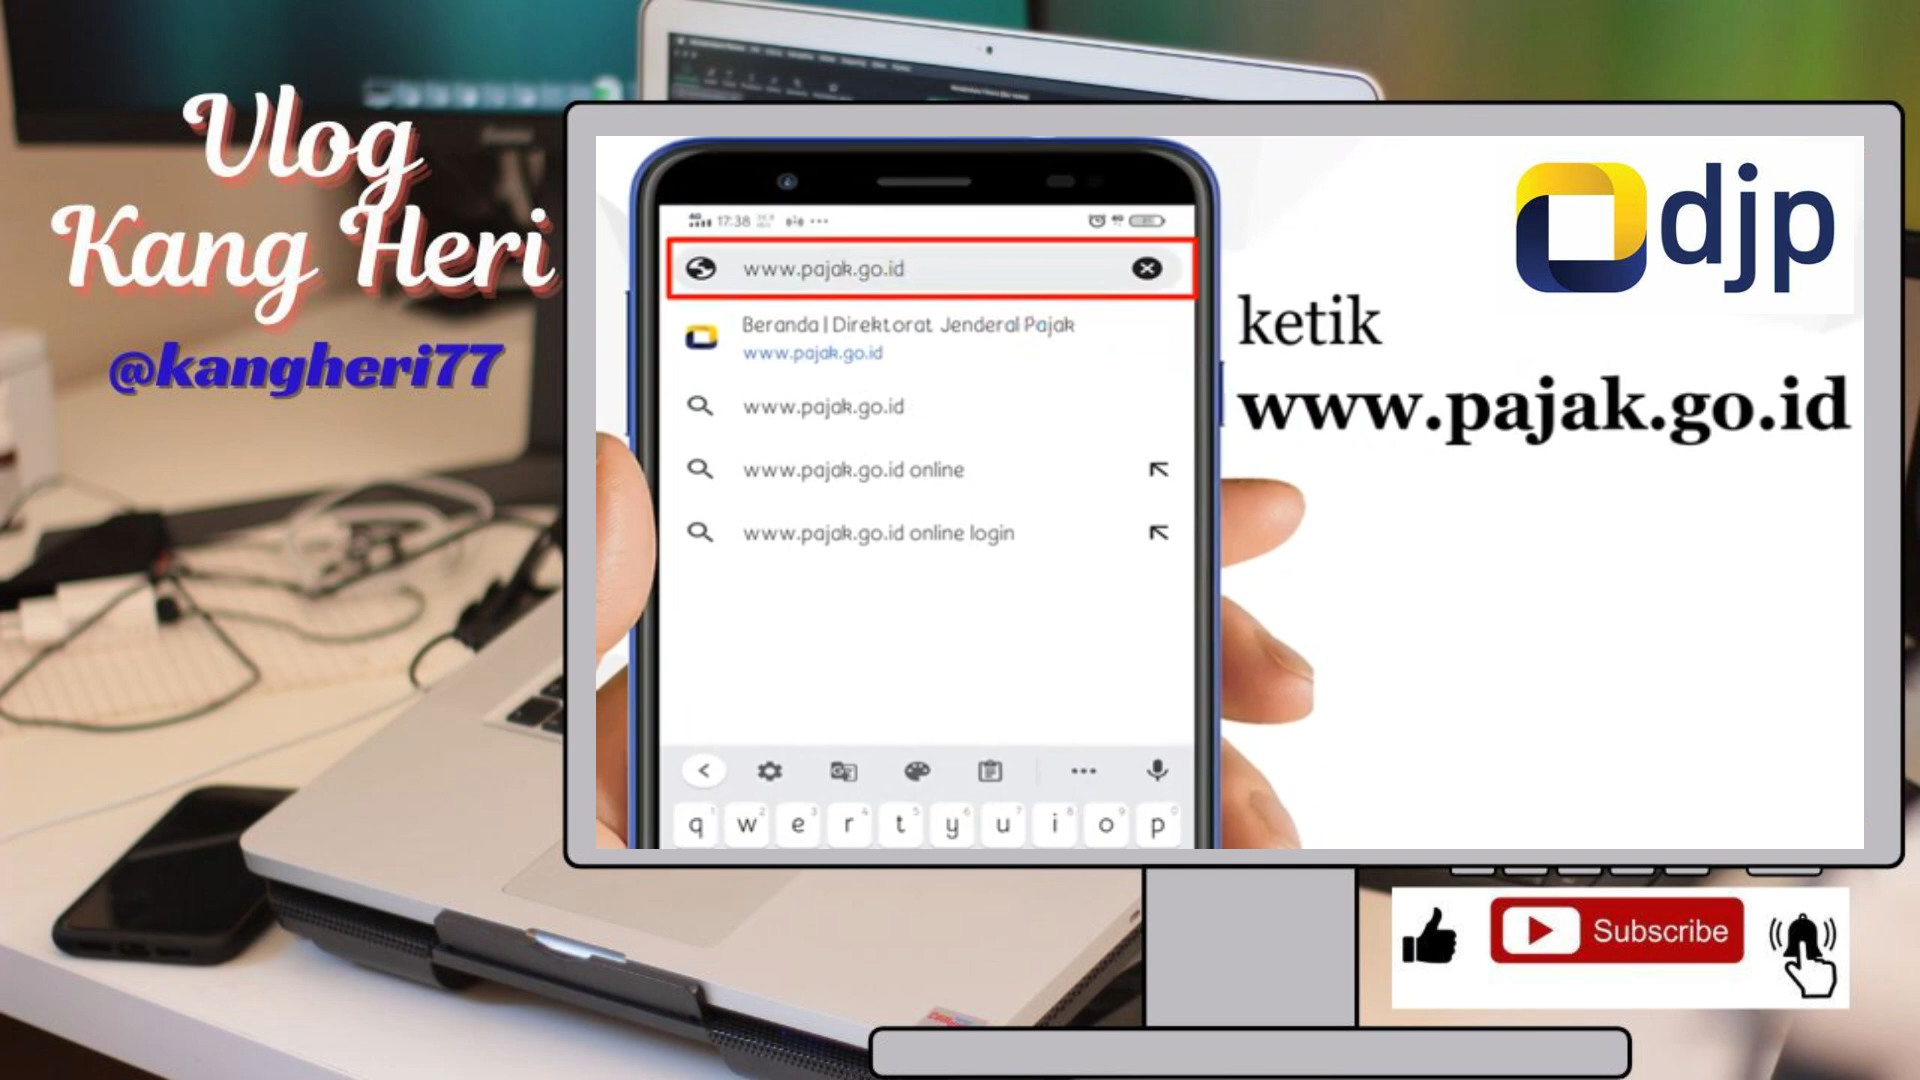 Vlog
Kang Heri
@kangheri77
17:38
www.pajak.go.id
Beranda | Direktorat Jenderal Pajak
www.pajak.go.id
www.pajak.go.id
www.pajak.go.id online
www.pajak.go.id online login
q w e r t y u i o p
djp
ketik
www.pajak.go.id
Subscribe